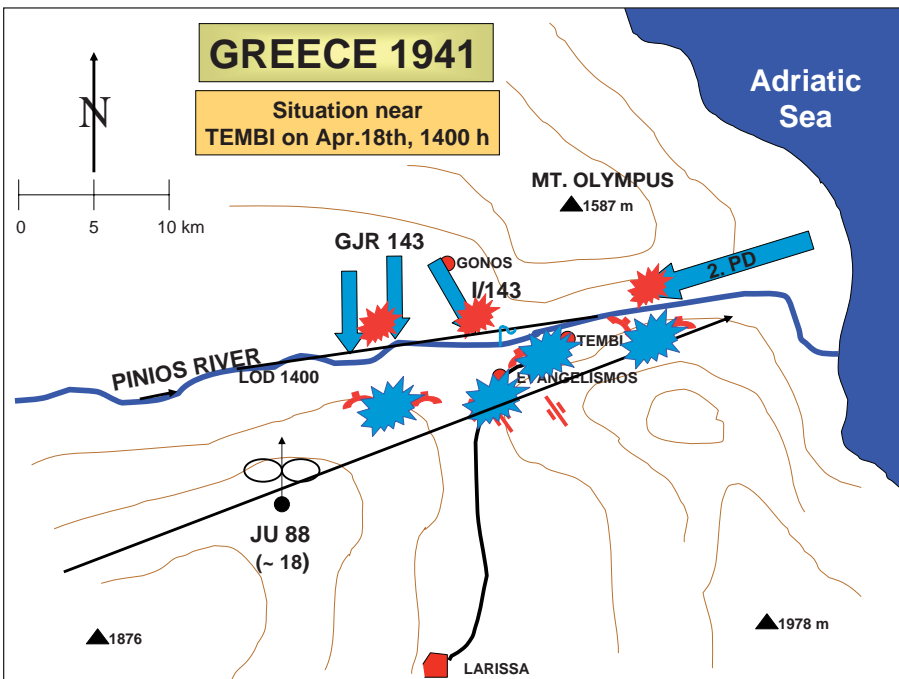 GREECE 1941
Situation near
TEMBI on Apr.18th, 1400 h
Adriatic
Sea
N
0 5 10 km
MT. OLYMPUS
1587 m
GJR 143
GONOS
I/143
2. PD
PINIOS RIVER
LOD 1400
TEMBI
EVANGELISMOS
JU 88
(~ 18)
1876
1978 m
LARISSA